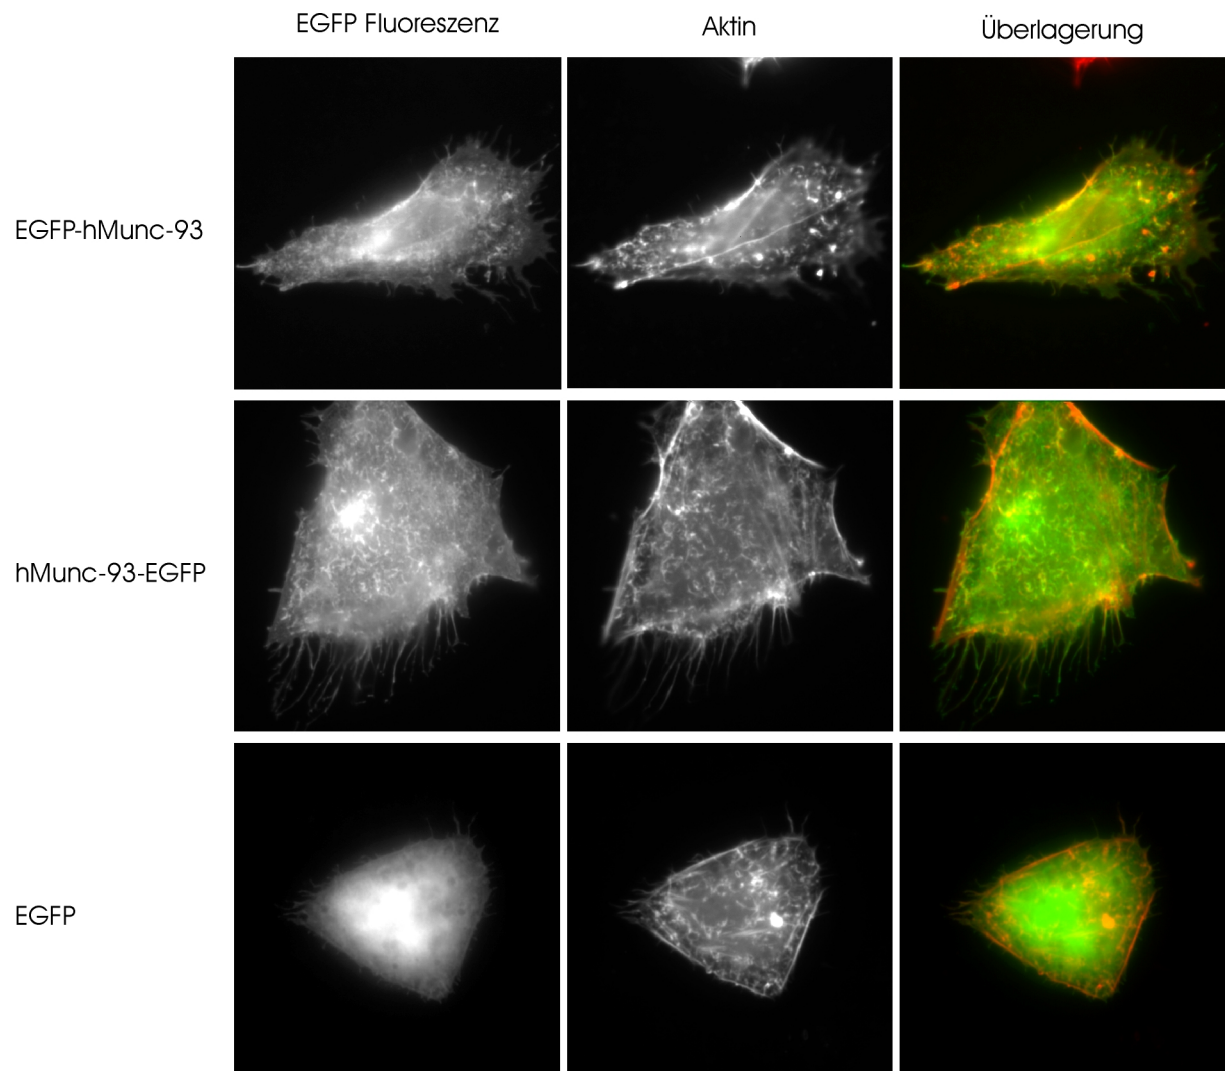 EGFP Fluoreszenz
Aktin
Überlagerung
EGFP-hMunc-93
hMunc-93-EGFP
EGFP